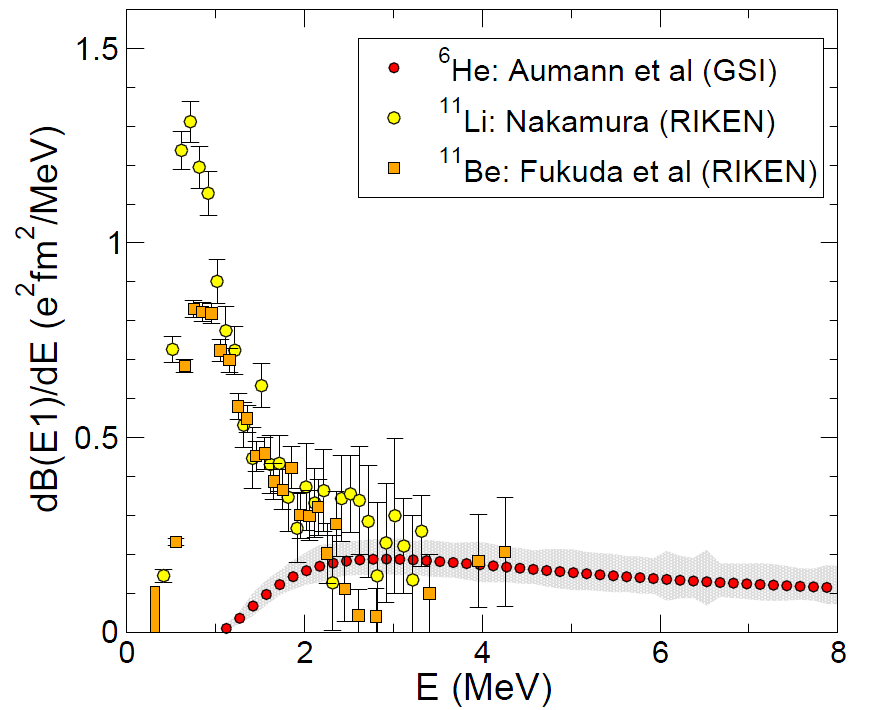 ⁶He: Aumann et al (GSI)
¹¹Li: Nakamura (RIKEN)
¹¹Be: Fukuda et al (RIKEN)
dB(E1)/dE (e²fm²/MeV)
1.5
1
0.5
0
0 2 4 6 8
E (MeV)